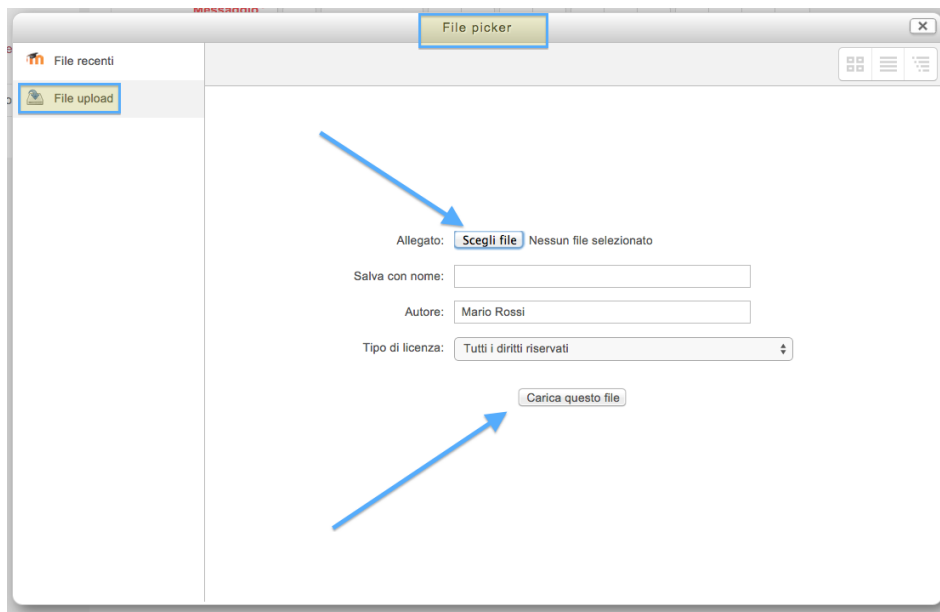 Messaggio
File picker
File recenti
File upload
Allegato: Scegli file Nessun file selezionato
Salva con nome:
Autore: Mario Rossi
Tipo di licenza: Tutti i diritti riservati
Carica questo file